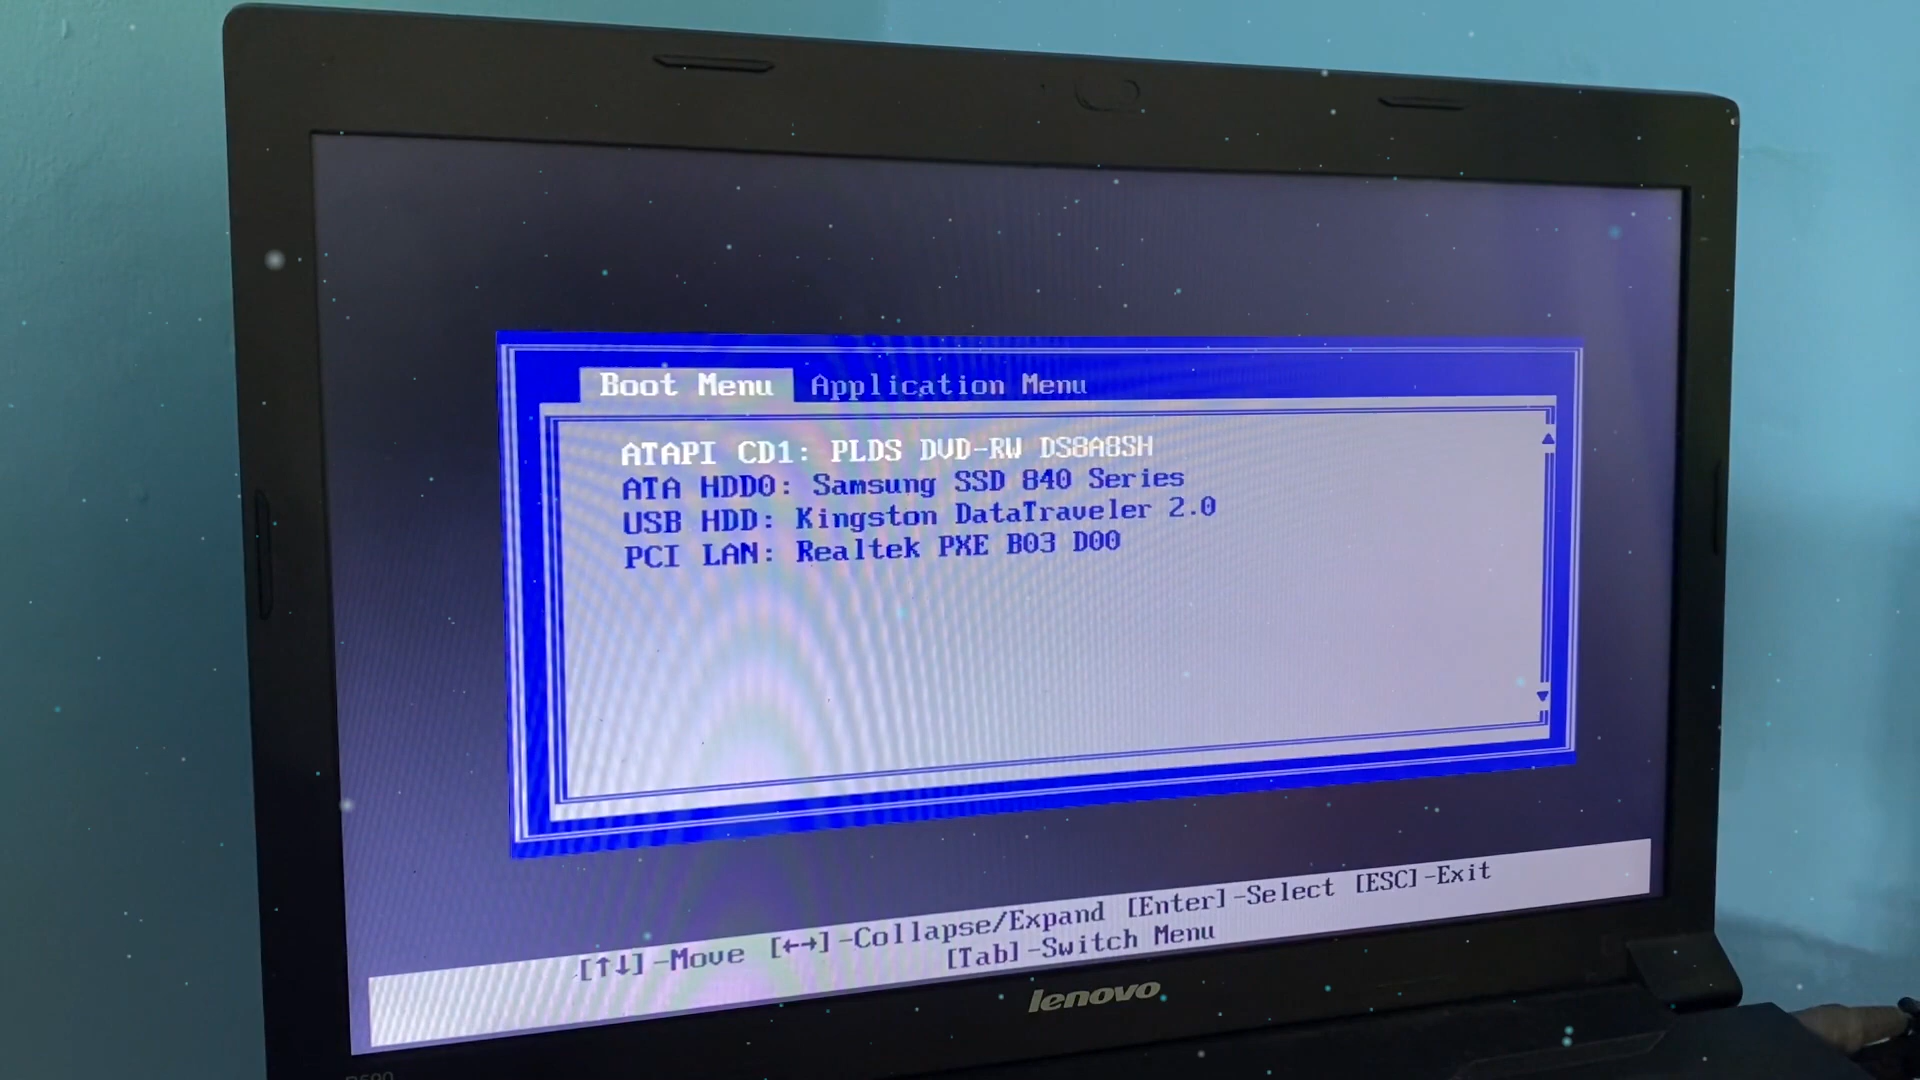 Boot Menu Application Menu
ATAPI CD1: PLDS DVD-RW DS8A8SH
ATA HDD0: Samsung SSD 840 Series
USB HDD: Kingston DataTraveler 2.0
PCI LAN: Realtek PXE B03 D00
[↑↓]-Move [←→]-Collapse/Expand [Enter]-Select [ESC]-Exit
[Tab]-Switch Menu
lenovo